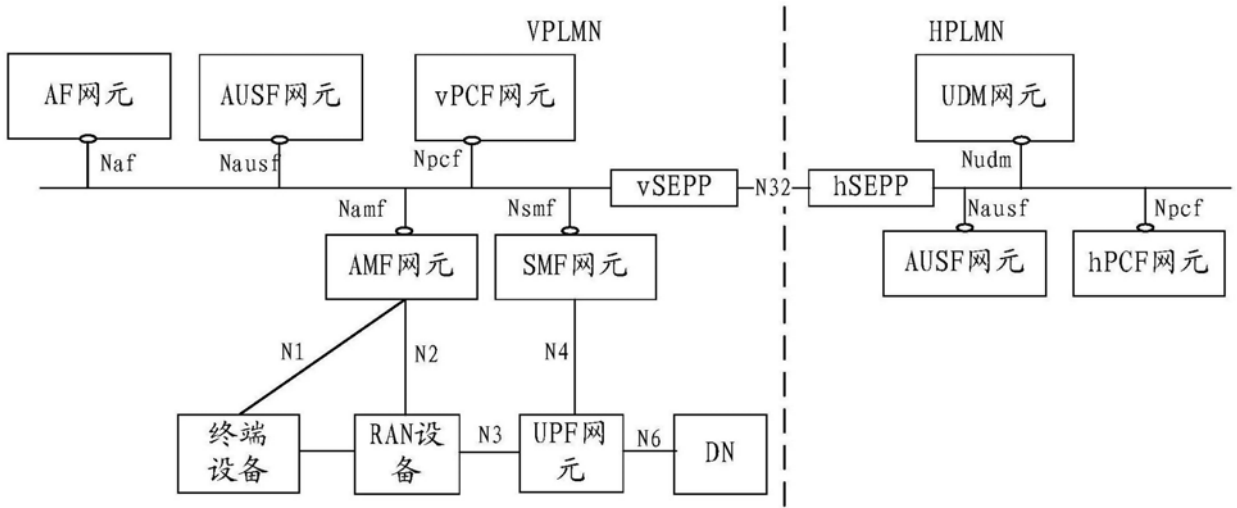 VPLMN
HPLMN
AF网元
AUSF网元
vPCF网元
UDM网元
Naf
Nausf
Npcf
Nudm
vSEPP
N32
hSEPP
Namf
Nsmf
Nausf
Npcf
AMF网元
SMF网元
AUSF网元
hPCF网元
N1
N2
N4
终端
设备
RAN设
备
N3
UPF网
元
N6
DN